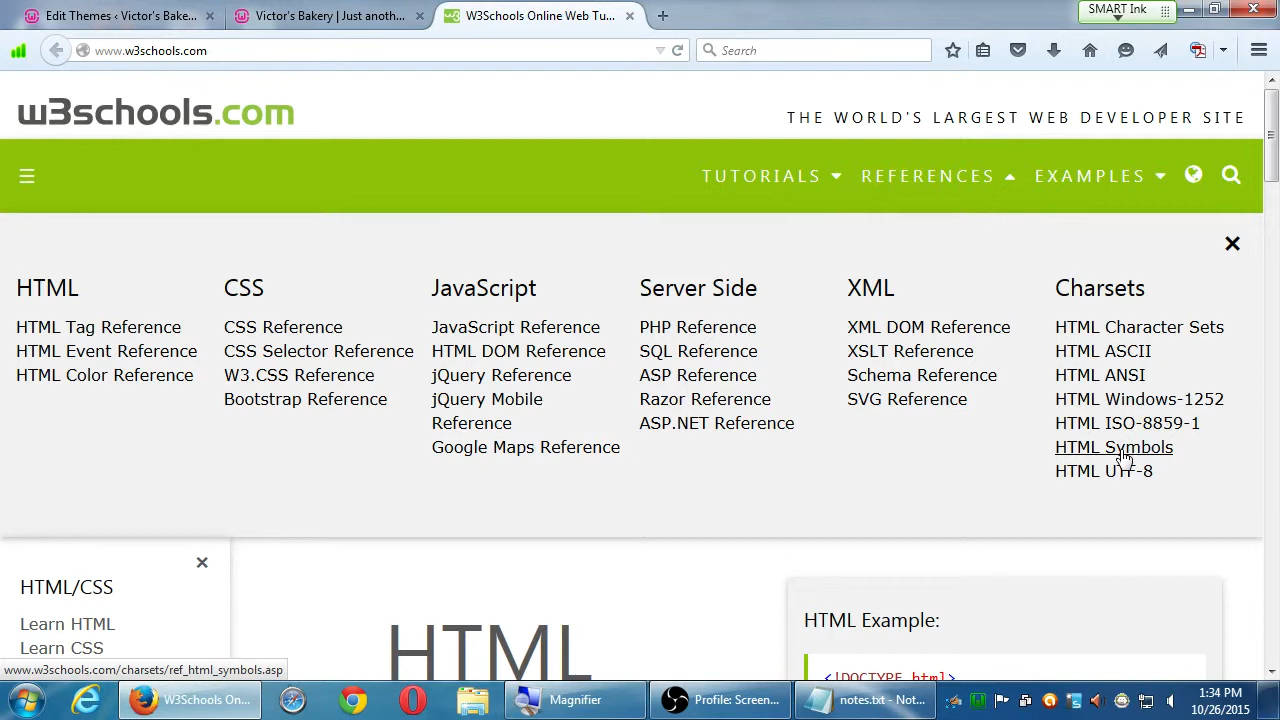 Edit Themes ‹ Victor's Bake...
Victor's Bakery | Just anoth...
W3Schools Online Web Tu...
SMART Ink
www.w3schools.com
Search
w3schools.com
THE WORLD'S LARGEST WEB DEVELOPER SITE
TUTORIALS REFERENCES EXAMPLES
HTML
HTML Tag Reference
HTML Event Reference
HTML Color Reference
CSS
CSS Reference
CSS Selector Reference
W3.CSS Reference
Bootstrap Reference
JavaScript
JavaScript Reference
HTML DOM Reference
jQuery Reference
jQuery Mobile
Reference
Google Maps Reference
Server Side
PHP Reference
SQL Reference
ASP Reference
Razor Reference
ASP.NET Reference
XML
XML DOM Reference
XSLT Reference
Schema Reference
SVG Reference
Charsets
HTML Character Sets
HTML ASCII
HTML ANSI
HTML Windows-1252
HTML ISO-8859-1
HTML Symbols
HTML UTF-8
HTML/CSS
Learn HTML
Learn CSS
HTML
HTML Example:
<!DOCTYPE html>
www.w3schools.com/charsets/ref_html_symbols.asp
W3Schools On...
Magnifier
Profile: Screen...
notes.txt - Not...
1:34 PM
10/26/2015